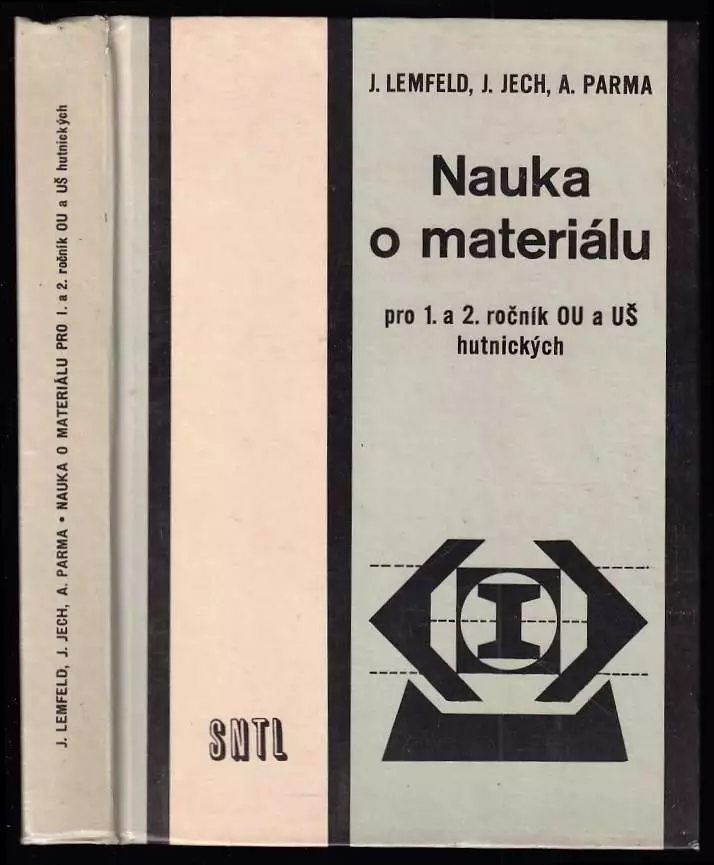 J. LEMFELD, J. JECH, A. PARMA • NAUKA O MATERIÁLU PRO 1. a 2. ročník OU a UŠ hutnických
J. LEMFELD, J. JECH, A. PARMA
Nauka
o materiálu
pro 1. a 2. ročník OU a UŠ
hutnických
SNTL